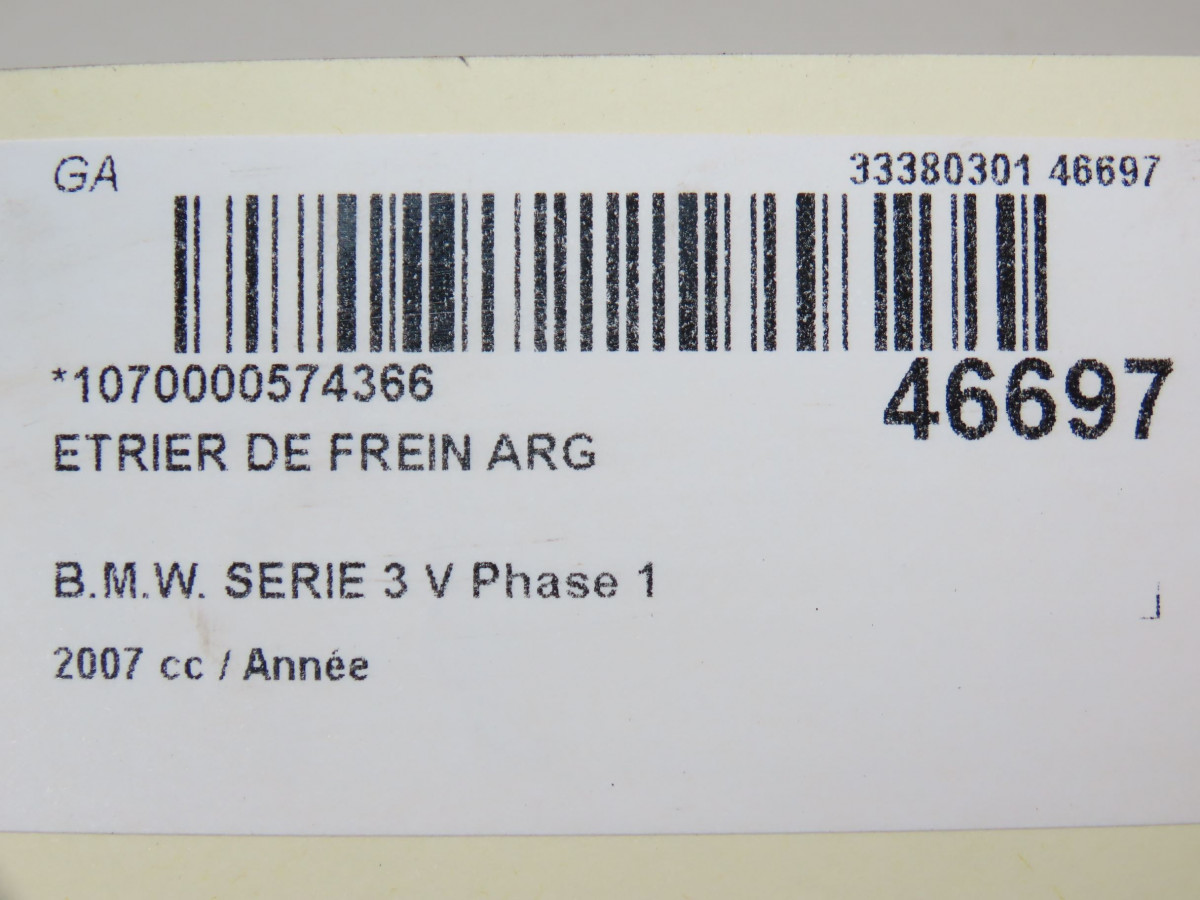 GA
33380301 46697
*1070000574366
46697
ETRIER DE FREIN ARG
B.M.W. SERIE 3 V Phase 1
2007 cc / Année